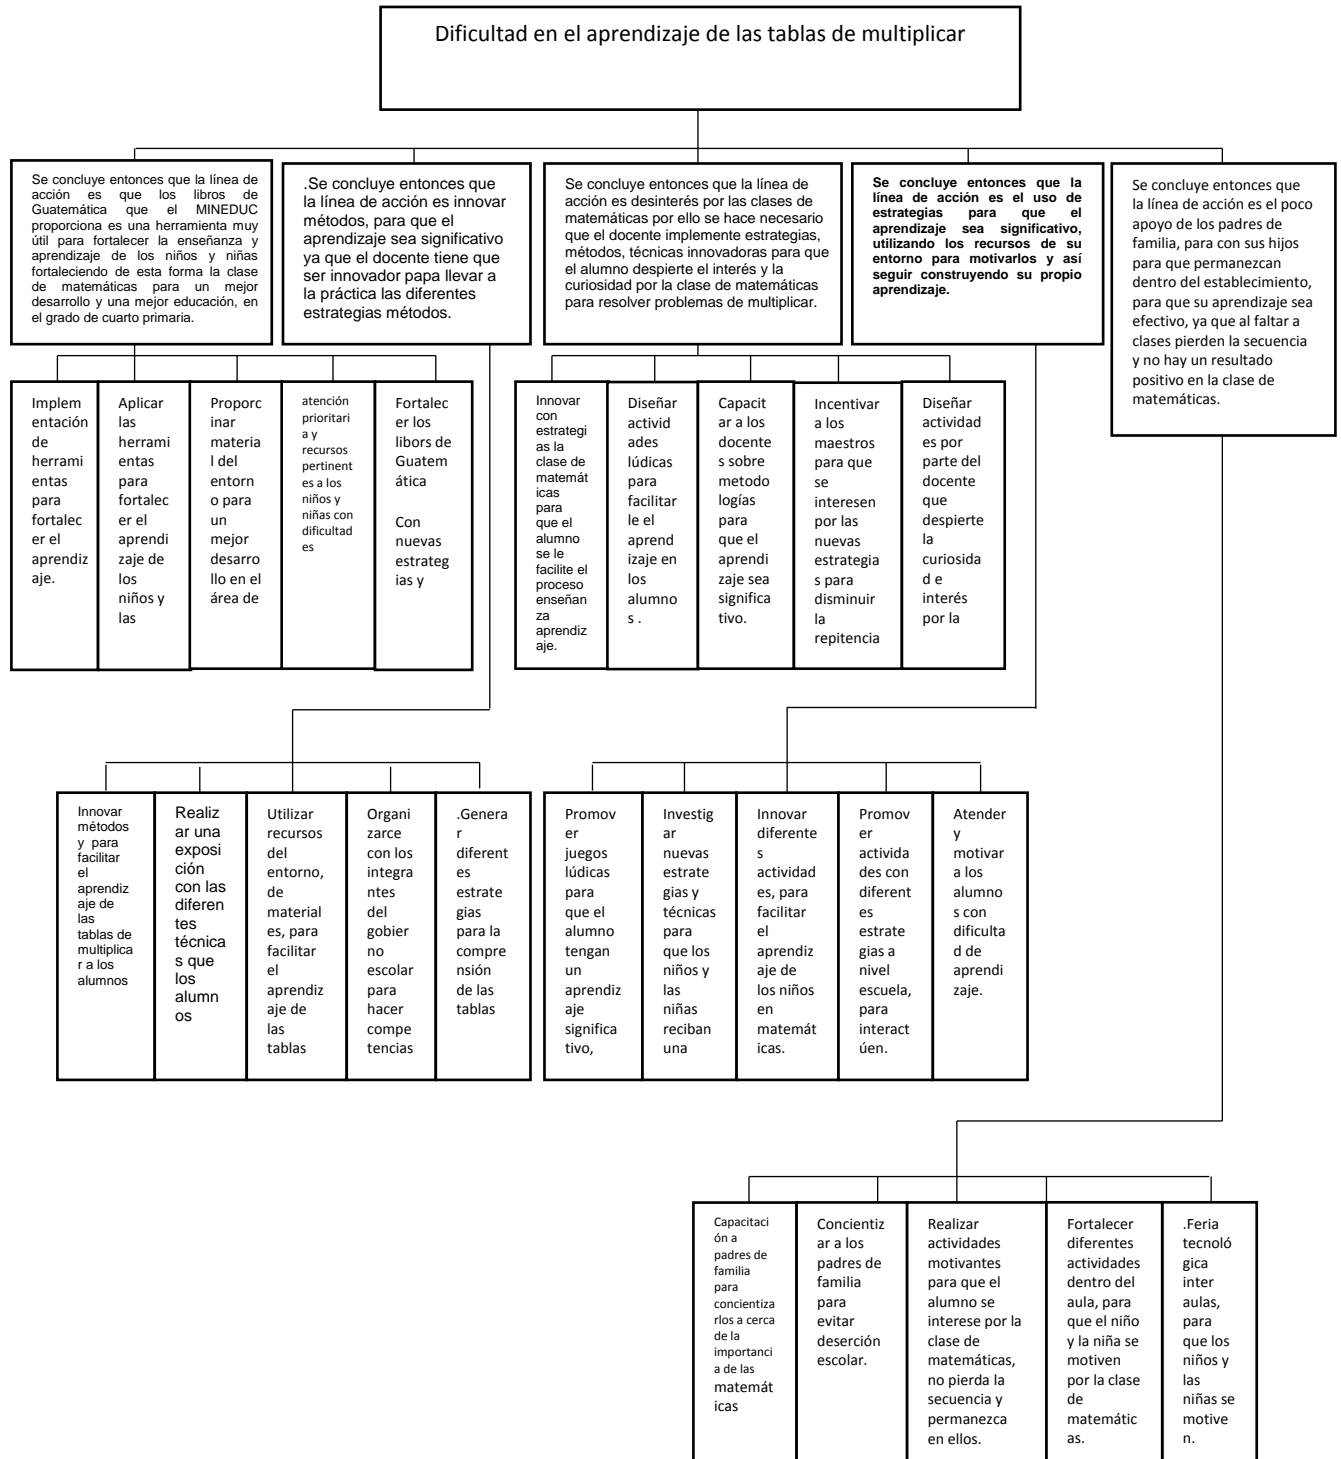 Dificultad en el aprendizaje de las tablas de multiplicar
Se concluye entonces que la línea de
acción es que los libros de
Guatemática que el MINEDUC
proporciona es una herramienta muy
útil para fortalecer la enseñanza y
aprendizaje de los niños y niñas
fortaleciendo de esta forma la clase
de matemáticas para un mejor
desarrollo y una mejor educación, en
el grado de cuarto primaria.
.Se concluye entonces que
la línea de acción es innovar
métodos, para que el
aprendizaje sea significativo
ya que el docente tiene que
ser innovador papa llevar a
la práctica las diferentes
estrategias métodos.
Se concluye entonces que la línea de
acción es desinterés por las clases de
matemáticas por ello se hace necesario
que el docente implemente estrategias,
métodos, técnicas innovadoras para que
el alumno despierte el interés y la
curiosidad por la clase de matemáticas
para resolver problemas de multiplicar.
Se concluye entonces que la
línea de acción es el uso de
estrategias para que el
aprendizaje sea significativo,
utilizando los recursos de su
entorno para motivarlos y así
seguir construyendo su propio
aprendizaje.
Se concluye entonces que
la línea de acción es el poco
apoyo de los padres de
familia, para con sus hijos
para que permanezcan
dentro del establecimiento,
para que su aprendizaje sea
efectivo, ya que al faltar a
clases pierden la secuencia
y no hay un resultado
positivo en la clase de
matemáticas.
Implem
entación
de
herrami
entas
para
fortalec
er el
aprendiz
aje.
Aplicar
las
herrami
entas
para
fortalec
er el
aprendi
zaje de
los
niños y
las
Proporc
inar
materia
l del
entorn
o para
un
mejor
desarro
llo en el
área de
atención
prioritari
a y
recursos
pertinent
es a los
niños y
niñas con
dificultad
es
Fortalec
er los
libors de
Guatem
ática
Con
nuevas
estrateg
ias y
Innovar
con
estrategi
as la
clase de
matemát
icas
para
que el
alumno
se le
facilite el
proceso
enseñan
za
aprendiz
aje.
Diseñar
activid
ades
lúdicas
para
facilitar
le el
aprend
izaje en
los
alumno
s .
Capacit
ar a los
docente
s sobre
metodo
logías
para
que el
aprendi
zaje sea
significa
tivo.
Incentivar
a los
maestros
para que
se
interesen
por las
nuevas
estrategia
s para
disminuir
la
repitencia
Diseñar
actividad
es por
parte del
docente
que
despierte
la
curiosida
d e
interés
por la
Innovar
métodos
y para
facilitar
el
aprendiz
aje de
las
tablas de
multiplica
r a los
alumnos
Realiz
ar una
exposi
ción
con las
diferen
tes
técnica
s que
los
alumn
os
Utilizar
recursos
del
entorno,
de
material
es, para
facilitar
el
aprendiz
aje de
las
tablas
Organi
zarce
con los
integra
ntes
del
gobier
no
escolar
para
hacer
compe
tencias
.Genera
r
diferent
es
estrate
gias
para la
compre
nsión
de las
tablas
Promov
er
juegos
lúdicas
para
que el
alumno
tengan
un
aprendiz
aje
significa
tivo,
Investig
ar
nuevas
estrate
gias y
técnicas
para
que los
niños y
las
niñas
reciban
una
Innovar
diferente
s
actividad
es, para
facilitar
el
aprendiz
aje de
los niños
en
matemát
icas.
Promov
er
activida
des con
diferent
es
estrate
gias a
nivel
escuela,
para
interact
úen.
Atender
y
motivar
a los
alumno
s con
dificulta
d de
aprendi
zaje.
Capacitaci
ón a
padres de
familia
para
concientiza
rlos a cerca
de la
importanci
a de las
matemát
icas
Concientiz
ar a los
padres de
familia
para
evitar
deserción
escolar.
Realizar
actividades
motivantes
para que el
alumno se
interese por la
clase de
matemáticas,
no pierda la
secuencia y
permanezca
en ellos.
Fortalecer
diferentes
actividades
dentro del
aula, para
que el niño
y la niña se
motiven
por la clase
de
matemátic
as.
.Feria
tecnoló
gica
inter
aulas,
para
que los
niños y
las
niñas se
motive
n.